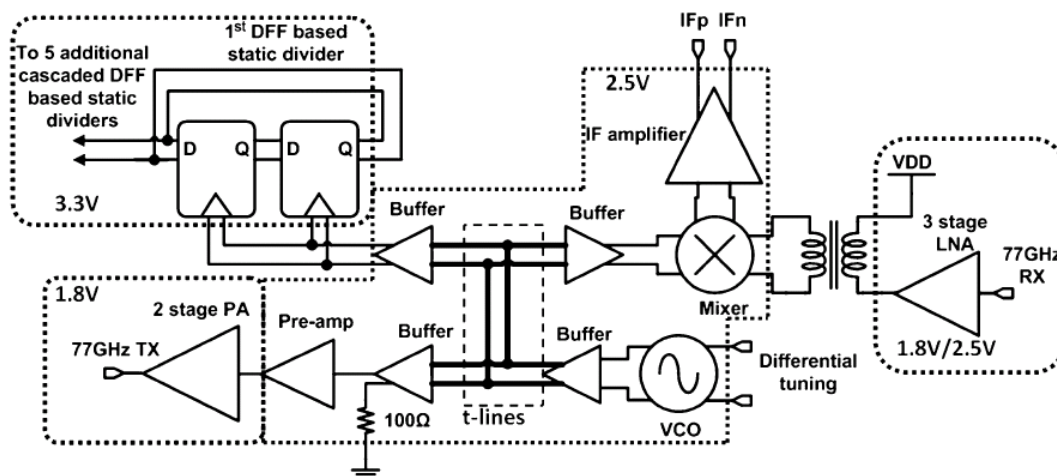 To 5 additional
cascaded DFF
based static
dividers
1st DFF based
static divider
D
Q
D
Q
3.3V
IFp
IFn
2.5V
IF amplifier
VDD
3 stage
LNA
77GHz
RX
1.8V/2.5V
Buffer
Buffer
Mixer
1.8V
2 stage PA
77GHz TX
Pre-amp
Buffer
Buffer
100Ω
t-lines
VCO
Differential
tuning